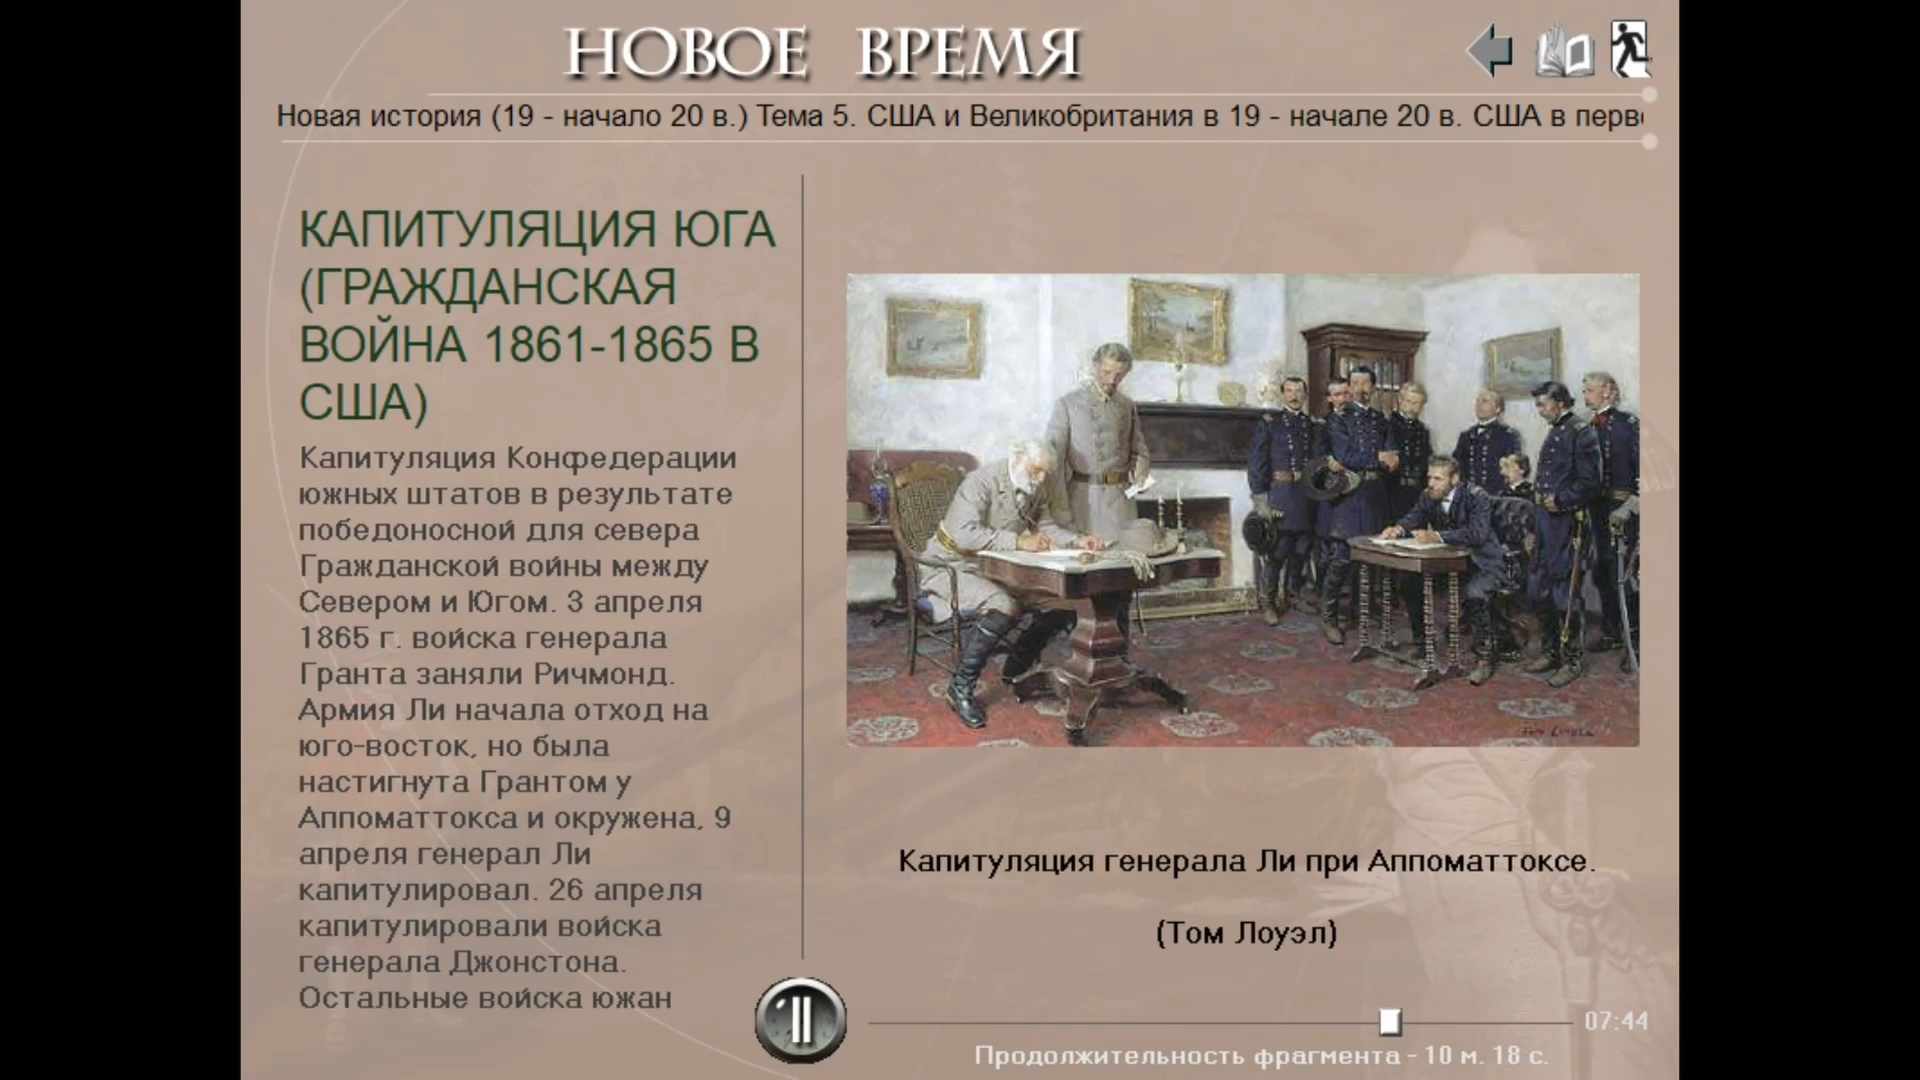 НОВОЕ ВРЕМЯ
Новая история (19 - начало 20 в.) Тема 5. США и Великобритания в 19 - начале 20 в. США в
КАПИТУЛЯЦИЯ ЮГА
(ГРАЖДАНСКАЯ
ВОЙНА 1861-1865 В
США)
Капитуляция Конфедерации
южных штатов в результате
победоносной для севера
Гражданской войны между
Севером и Югом. 3 апреля
1865 г. войска генерала
Гранта заняли Ричмонд.
Армия Ли начала отход на
юго-восток, но была
настигнута Грантом у
Аппоматтокса и окружена, 9
апреля генерал Ли
капитулировал. 26 апреля
капитулировали войска
генерала Джонстона.
Остальные войска южан
Капитуляция генерала Ли при Аппоматтоксе.
(Том Лоуэл)
07:44
Продолжительность фрагмента - 10 м. 18 с.